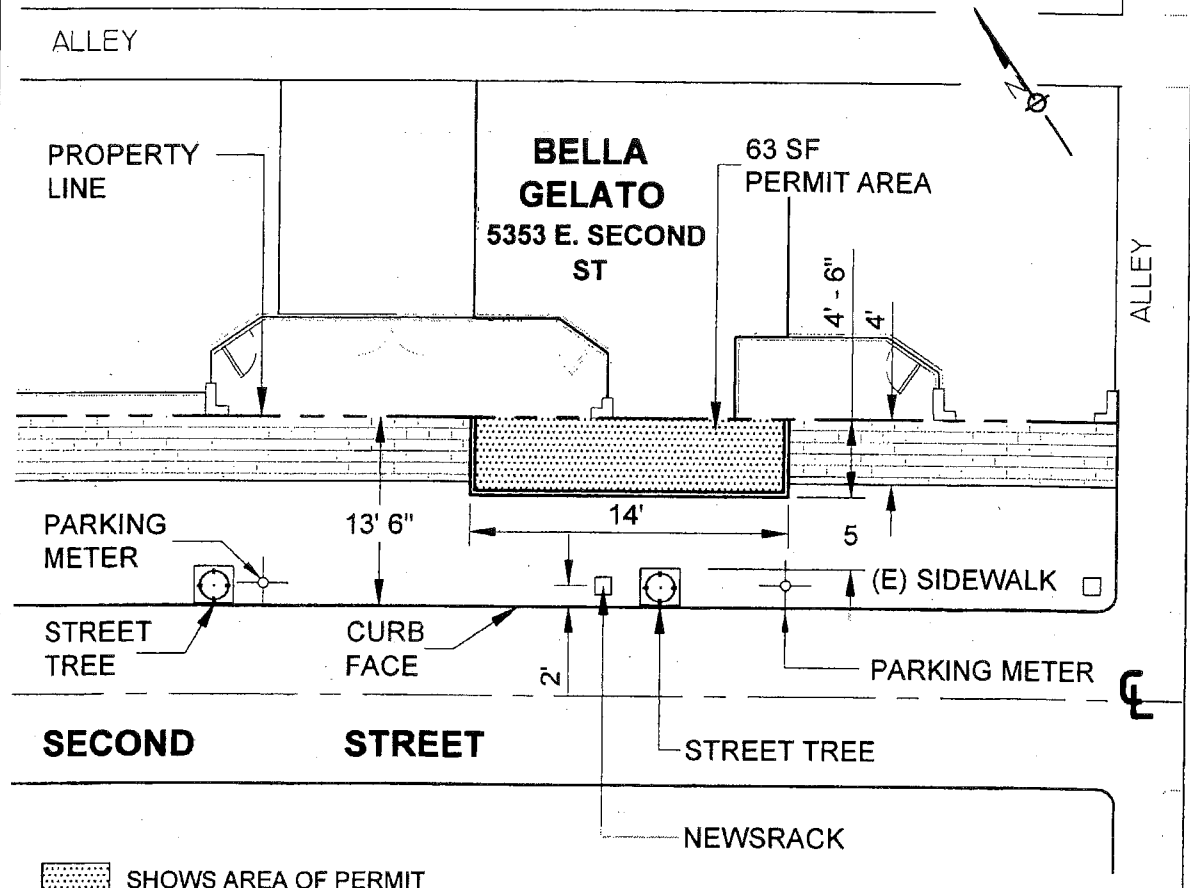 ALLEY
PROPERTY
LINE
BELLA
GELATO
5353 E. SECOND
ST
63 SF
PERMIT AREA
N
ALLEY
4' - 6"
4'
PARKING
METER
13' 6"
14'
5
(E) SIDEWALK
STREET
TREE
CURB
FACE
2'
PARKING METER
CL
SECOND STREET
STREET TREE
NEWSRACK
SHOWS AREA OF PERMIT